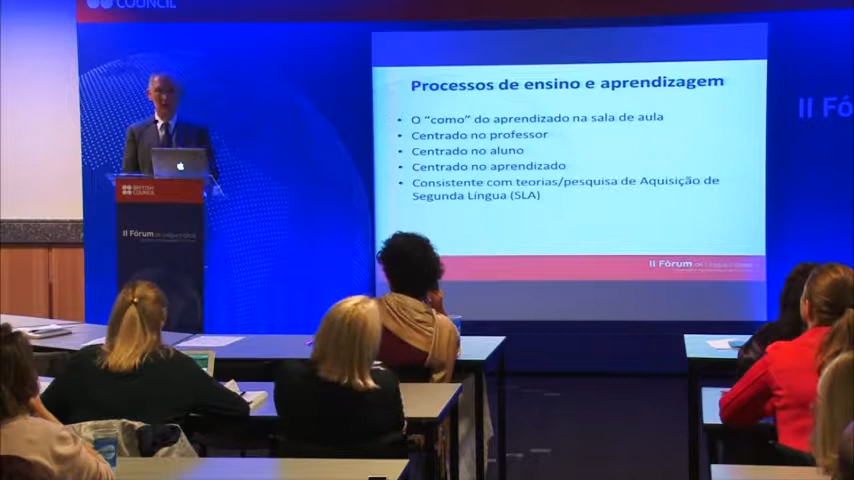 COUNCIL
Processos de ensino e aprendizagem
• O “como” do aprendizado na sala de aula
• Centrado no professor
• Centrado no aluno
• Centrado no aprendizado
• Consistente com teorias/pesquisa de Aquisição de
Segunda Língua (SLA)
II Fórum
II Fó
BRITISH
COUNCIL
II Fórum